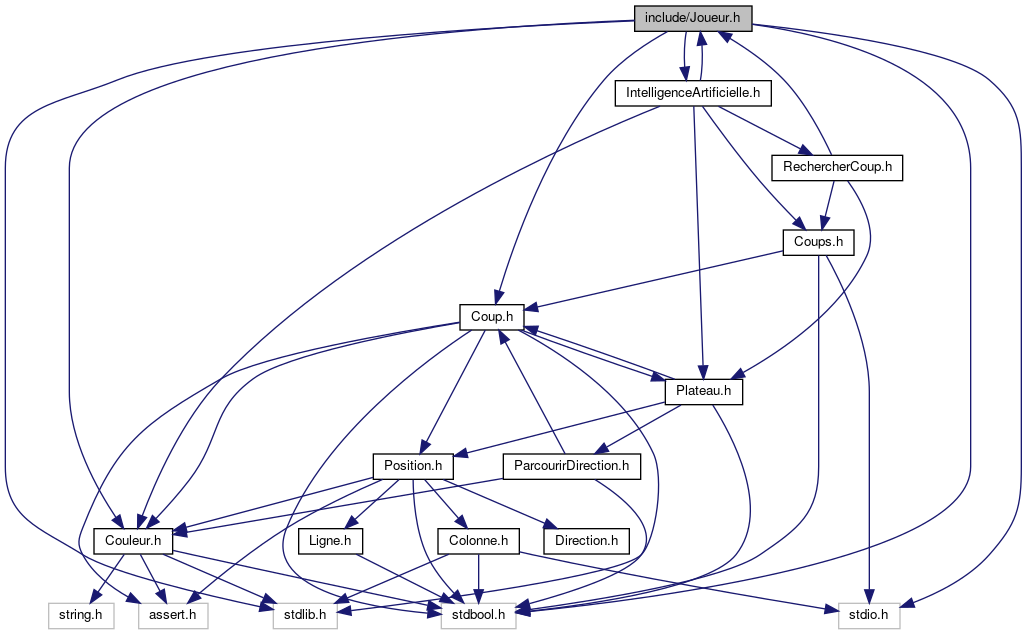 include/Joueur.h
IntelligenceArtificielle.h
RechercherCoup.h
Coups.h
Coup.h
Plateau.h
Position.h
ParcourirDirection.h
Couleur.h
Ligne.h
Colonne.h
Direction.h
string.h
assert.h
stdlib.h
stdbool.h
stdio.h